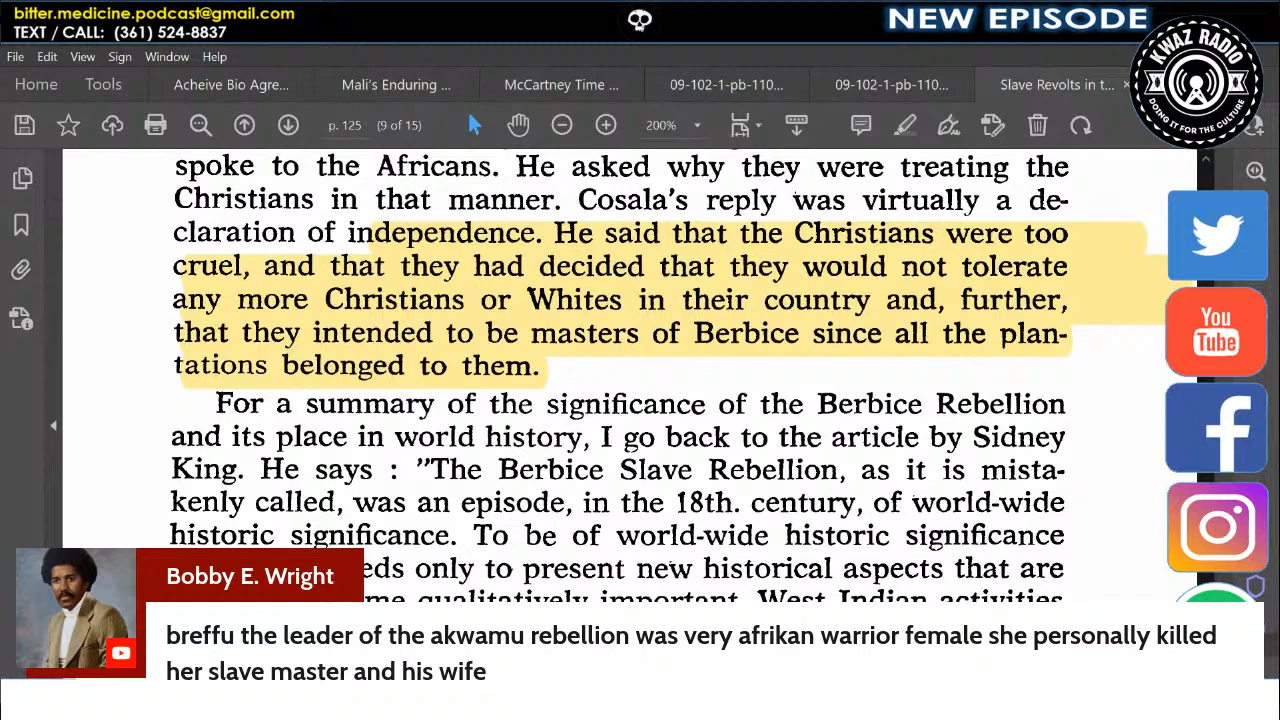 bitter.medicine.podcast@gmail.com
TEXT / CALL: (361) 524-8837
NEW EPISODE
KWAZ RADIO
DOING IT FOR THE CULTURE
File Edit View Sign Window Help
Home Tools Acheive Bio Agre... Mali's Enduring ... McCartney Time ... 09-102-1-pb-110... 09-102-1-pb-110... Slave Revolts in t... ×
p. 125 (9 of 15) 200%
spoke to the Africans. He asked why they were treating the
Christians in that manner. Cosala's reply was virtually a de-
claration of independence. He said that the Christians were too
cruel, and that they had decided that they would not tolerate
any more Christians or Whites in their country and, further,
that they intended to be masters of Berbice since all the plan-
tations belonged to them.
For a summary of the significance of the Berbice Rebellion
and its place in world history, I go back to the article by Sidney
King. He says : "The Berbice Slave Rebellion, as it is mista-
kenly called, was an episode, in the 18th. century, of world-wide
historic significance. To be of world-wide historic significance
only to present new historical aspects that are
qualitatively important. West Indian activities
You
Tube
Bobby E. Wright
breffu the leader of the akwamu rebellion was very afrikan warrior female she personally killed
her slave master and his wife